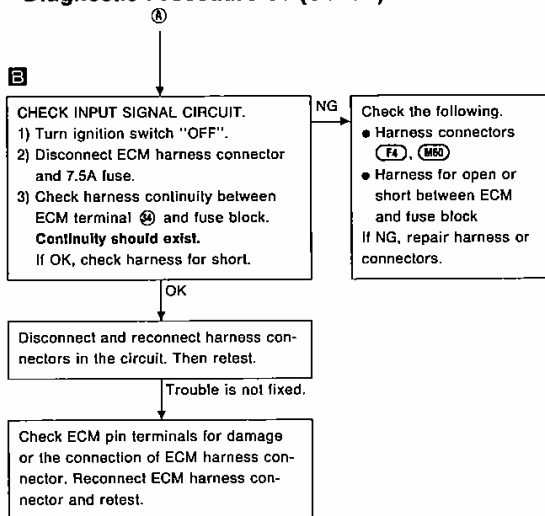 Ⓐ
B
CHECK INPUT SIGNAL CIRCUIT.
1) Turn ignition switch "OFF".
2) Disconnect ECM harness connector
and 7.5A fuse.
3) Check harness continuity between
ECM terminal ㉞ and fuse block.
Continuity should exist.
If OK, check harness for short.
NG
Check the following.
● Harness connectors
(F4), (M60)
● Harness for open or
short between ECM
and fuse block
If NG, repair harness or
connectors.
OK
Disconnect and reconnect harness con-
nectors in the circuit. Then retest.
Trouble is not fixed.
Check ECM pin terminals for damage
or the connection of ECM harness con-
nector. Reconnect ECM harness con-
nector and retest.